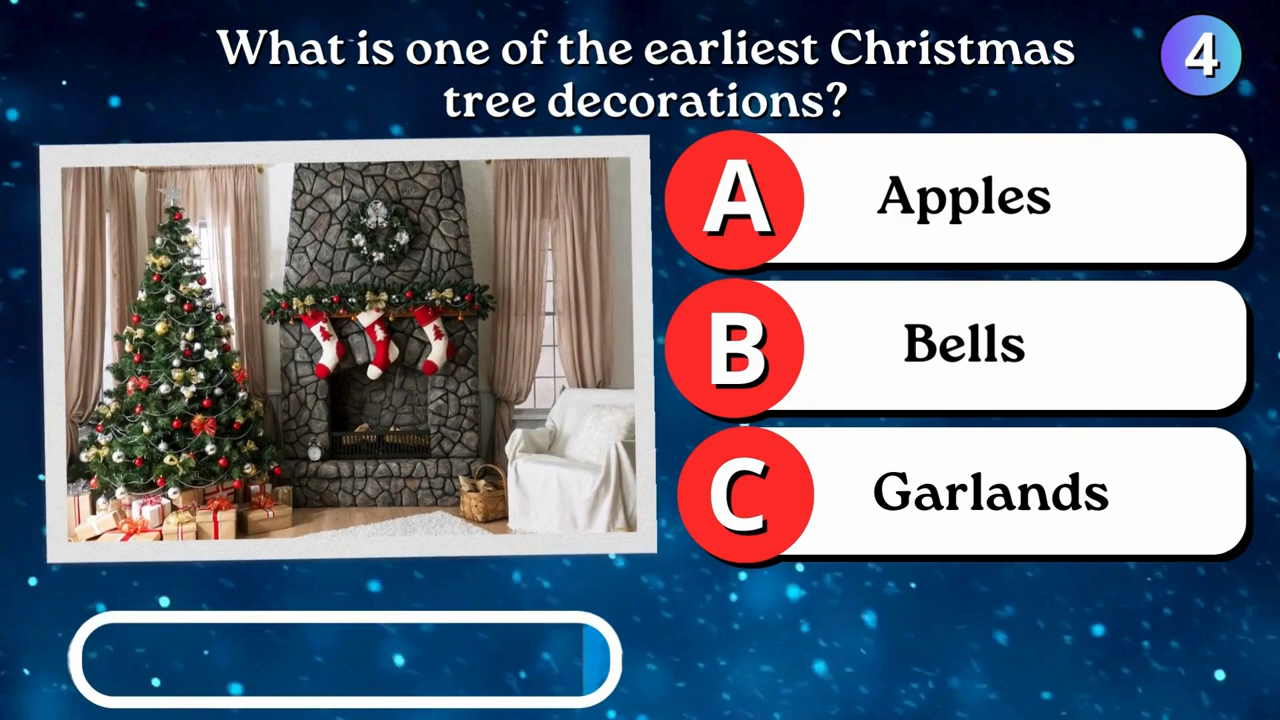 What is one of the earliest Christmas
tree decorations?
4
A
Apples
B
Bells
C
Garlands